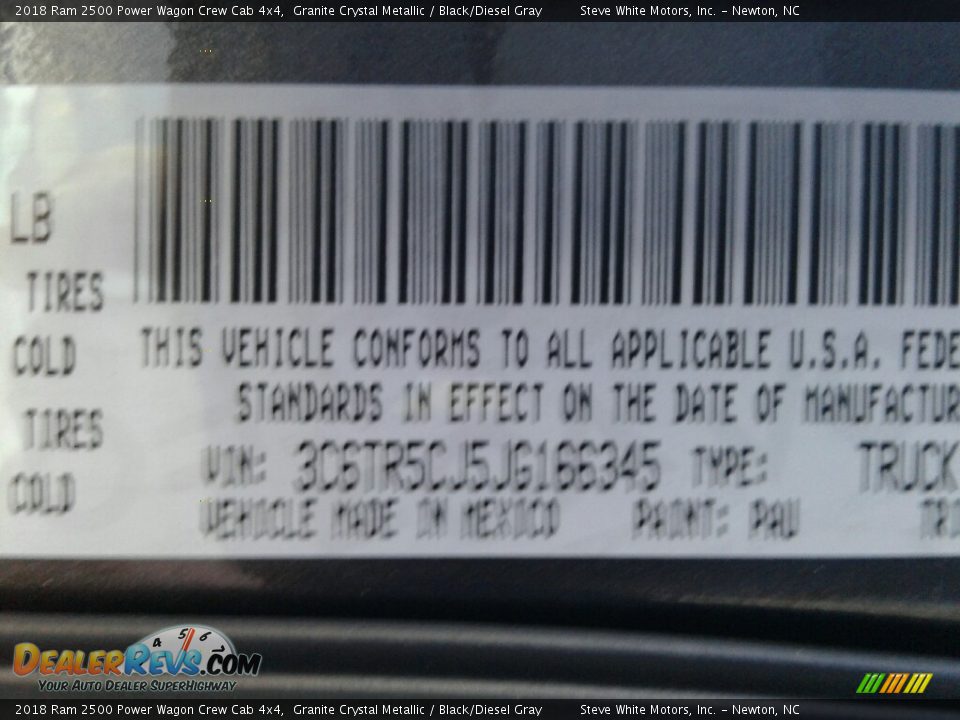 2018 Ram 2500 Power Wagon Crew Cab 4x4,  Granite Crystal Metallic / Black/Diesel Gray    Steve White Motors, Inc. – Newton, NC
LB
TIRES
COLD THIS VEHICLE CONFORMS TO ALL APPLICABLE U.S.A. FEDE
STANDARDS IN EFFECT ON THE DATE OF MANUFACTUR
TIRES
VIN: 3C6TR5CJ5JG166345 TYPE: TRUCK
COLD
VEHICLE MADE IN MEXICO PAINT: PAU TRI
4 5 6
DEALERREVS.COM
YOUR AUTO DEALER SUPERHIGHWAY
2018 Ram 2500 Power Wagon Crew Cab 4x4,  Granite Crystal Metallic / Black/Diesel Gray    Steve White Motors, Inc. – Newton, NC